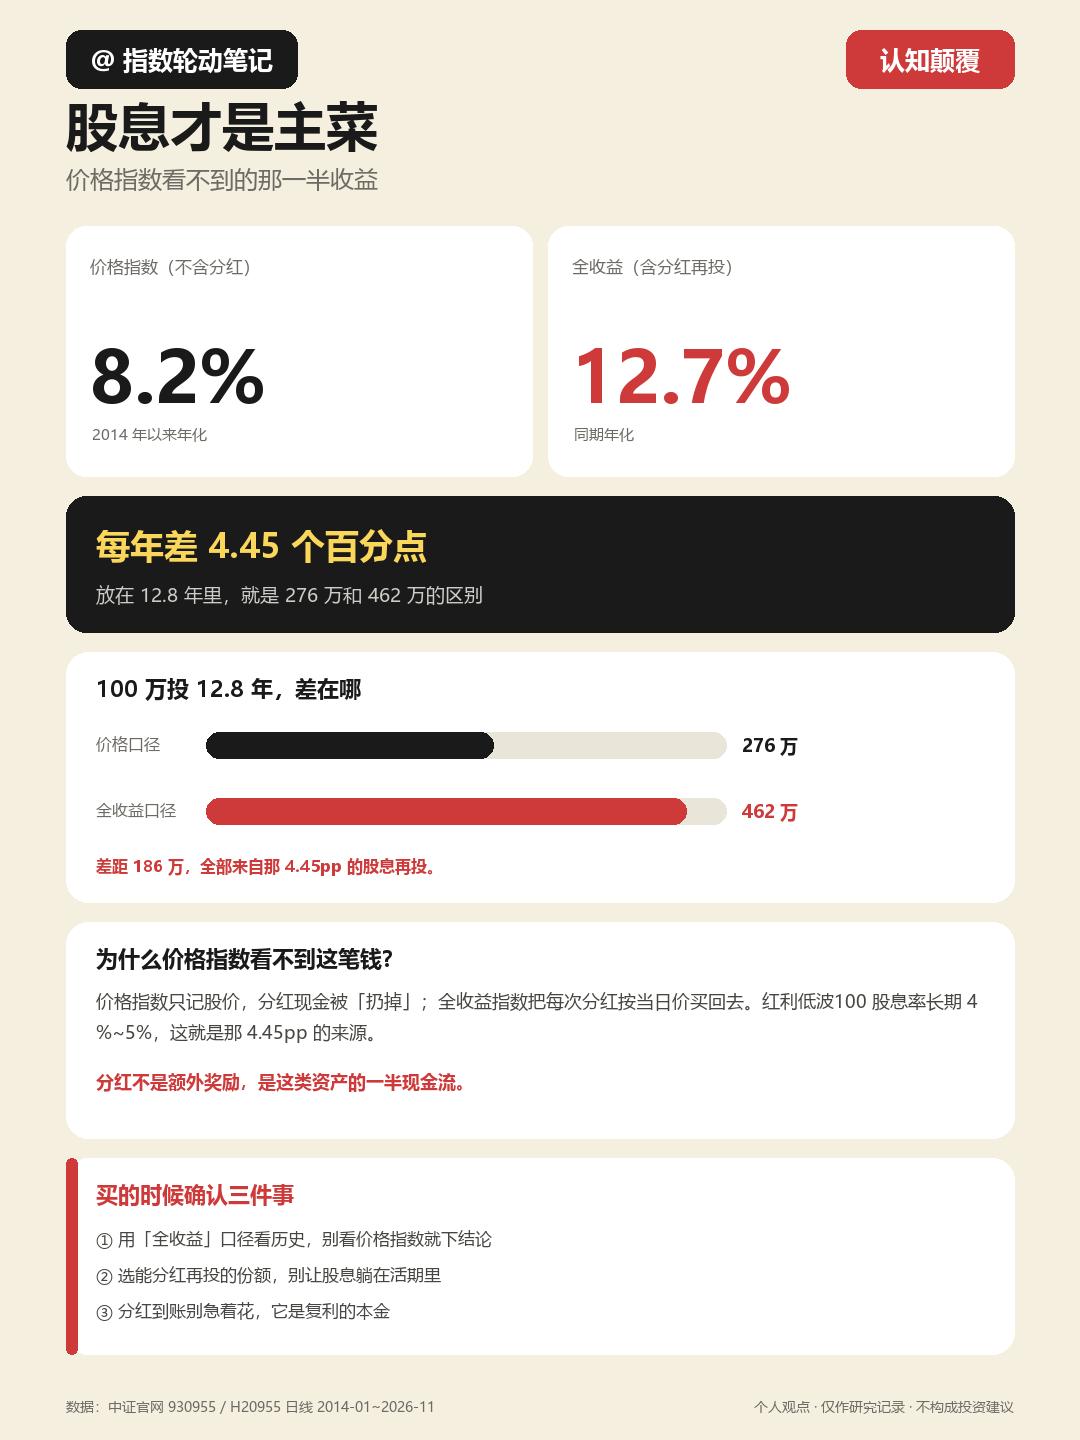 @ 指数轮动笔记
认知颠覆
股息才是主菜
价格指数看不到的那一半收益
价格指数（不含分红）
8.2%
2014 年以来年化
全收益（含分红再投）
12.7%
同期年化
每年差 4.45 个百分点
放在 12.8 年里，就是 276 万和 462 万的区别
100 万投 12.8 年，差在哪
价格口径
276 万
全收益口径
462 万
差距 186 万，全部来自那 4.45pp 的股息再投。
为什么价格指数看不到这笔钱？
价格指数只记股价，分红现金被「扔掉」；全收益指数把每次分红按当日价买回去。红利低波100 股息率长期 4
%~5%，这就是那 4.45pp 的来源。
分红不是额外奖励，是这类资产的一半现金流。
买的时候确认三件事
① 用「全收益」口径看历史，别看价格指数就下结论
② 选能分红再投的份额，别让股息躺在活期里
③ 分红到账别急着花，它是复利的本金
数据：中证官网 930955 / H20955 日线 2014-01~2026-11
个人观点 · 仅作研究记录 · 不构成投资建议